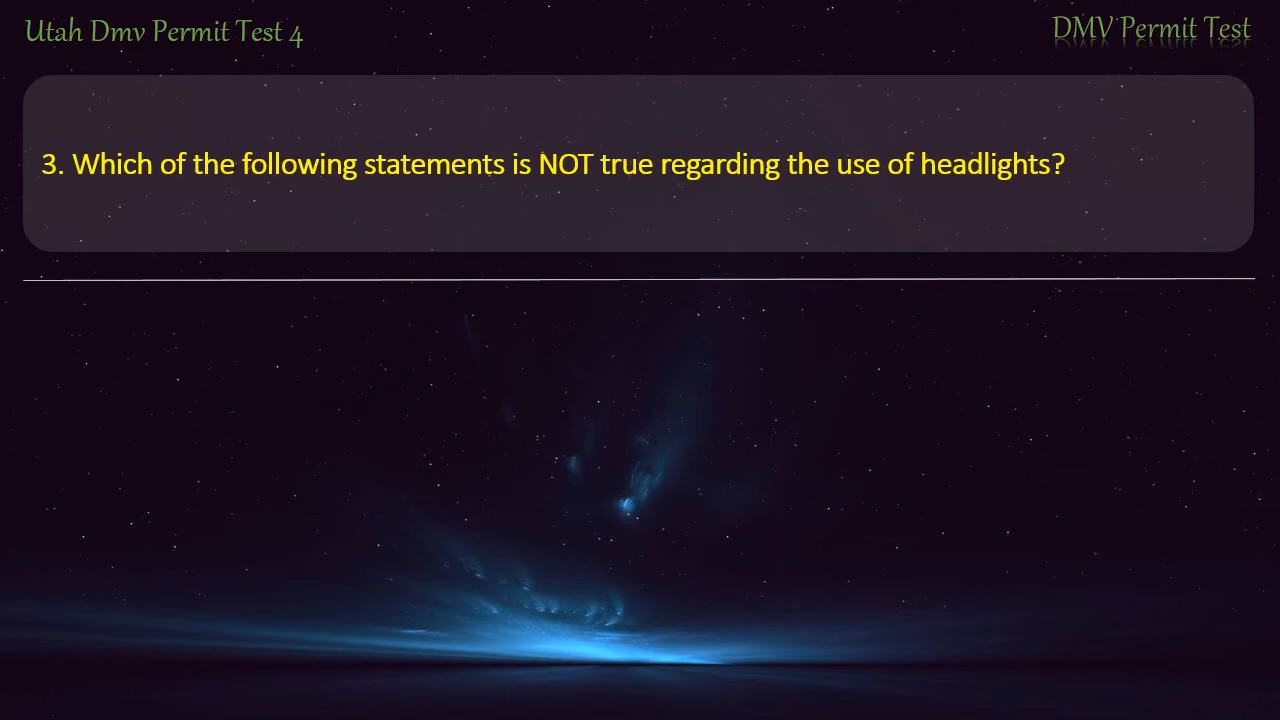 Utah Dmv Permit Test 4
DMV Permit Test
3. Which of the following statements is NOT true regarding the use of headlights?